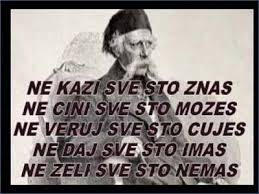 NE KAZI SVE STO ZNAS
NE CINI SVE STO MOZES
NE VERUJ SVE STO CUJES
NE DAJ SVE STO IMAS
NE ZELI SVE STO NEMAS